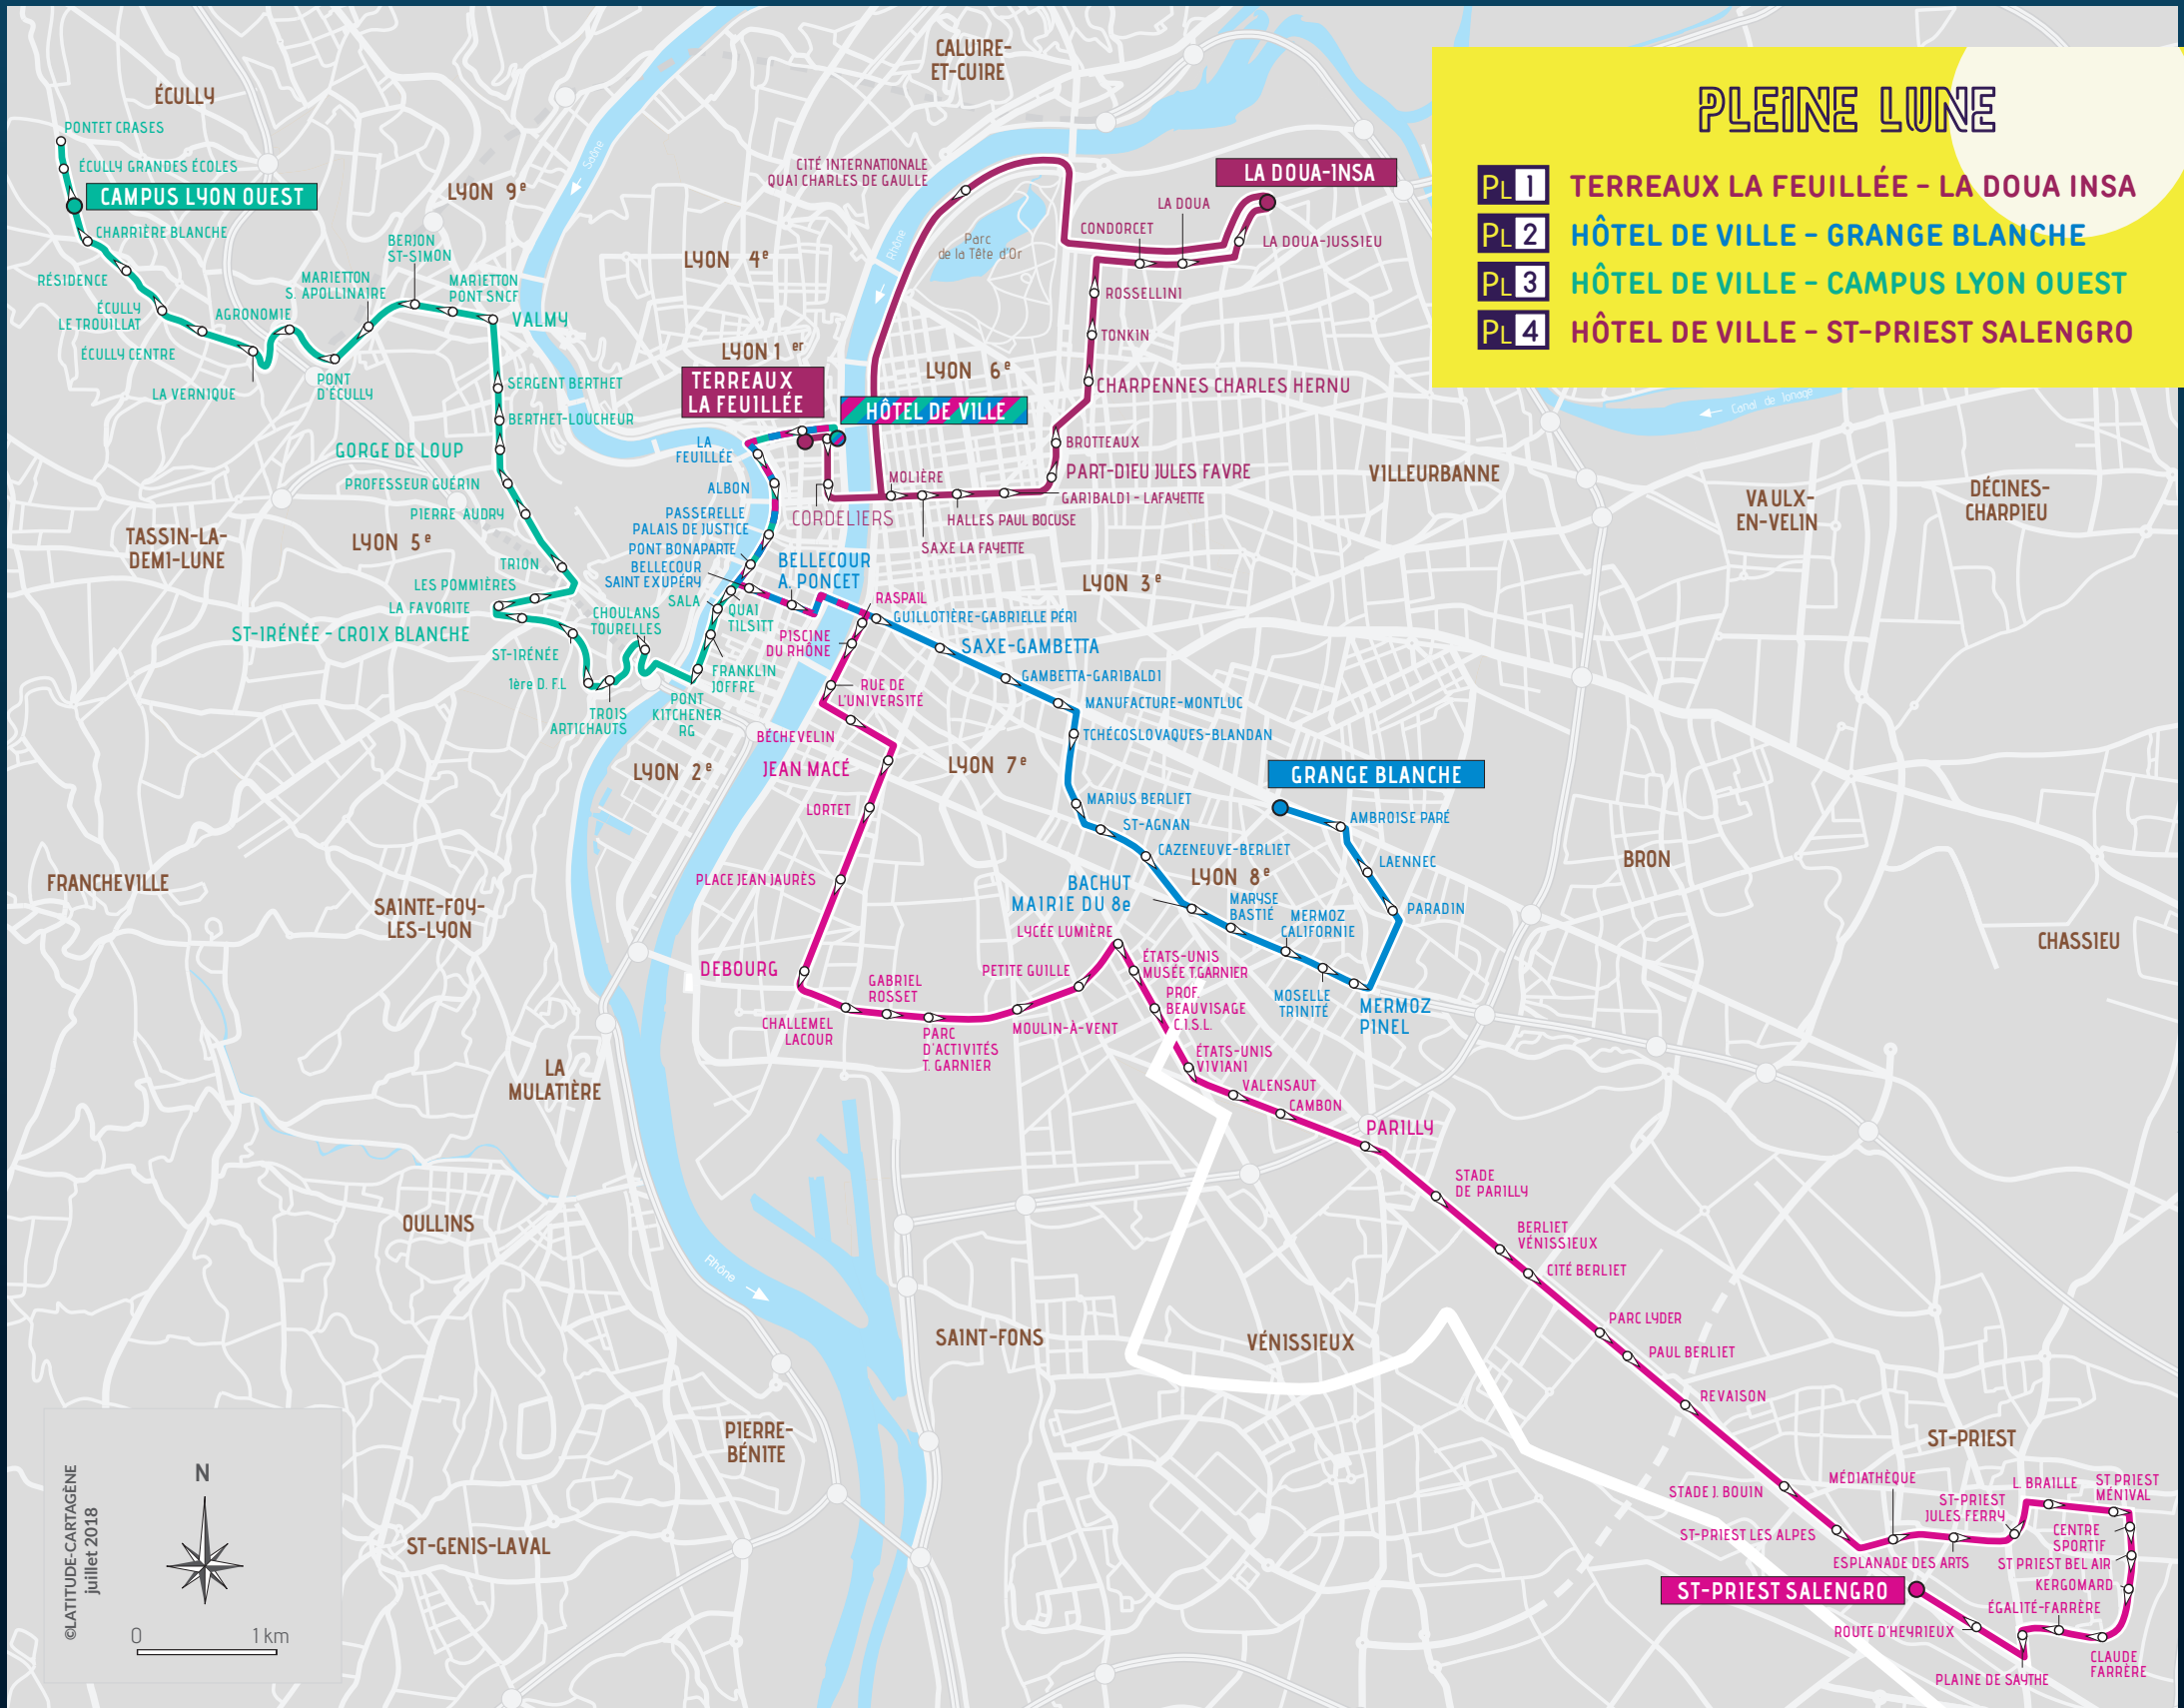 PLEINE LUNE
PL 1 TERREAUX LA FEUILLÉE - LA DOUA INSA
PL 2 HÔTEL DE VILLE - GRANGE BLANCHE
PL 3 HÔTEL DE VILLE - CAMPUS LYON OUEST
PL 4 HÔTEL DE VILLE - ST-PRIEST SALENGRO
CALUIRE-
ET-CUIRE
ÉCULLY
PONTET CRASES
ÉCULLY GRANDES ÉCOLES
CAMPUS LYON OUEST
CHARRIÈRE BLANCHE
RÉSIDENCE
ÉCULLY
LE TROUILLAT
ÉCULLY CENTRE
LA VERNIQUE
AGRONOMIE
PONT
D'ÉCULLY
MARIETTON
S. APOLLINAIRE
BERJON
ST-SIMON
MARIETTON
PONT SNCF
VALMY
LYON 9e
Saône
SERGENT BERTHET
BERTHET-LOUCHEUR
GORGE DE LOUP
PROFESSEUR GUÉRIN
PIERRE AUDRY
LYON 5e
TASSIN-LA-
DEMI-LUNE
TRION
LES POMMIÈRES
LA FAVORITE
ST-IRÉNÉE - CROIX BLANCHE
ST-IRÉNÉE
1ère D. F.L
TROIS
ARTICHAUTS
CHOULANS
TOURELLES
PONT
KITCHENER
RG
FRANKLIN
JOFFRE
SALA
QUAI
TILSITT
CITÉ INTERNATIONALE
QUAI CHARLES DE GAULLE
Rhône
Parc
de la Tête d'Or
LYON 4e
LYON 1er
LYON 6e
LA DOUA-INSA
LA DOUA
CONDORCET
LA DOUA-JUSSIEU
ROSSELLINI
TONKIN
CHARPENNES CHARLES HERNU
BROTTEAUX
PART-DIEU JULES FAVRE
GARIBALDI - LAFAYETTE
HALLES PAUL BOCUSE
SAXE LA FAYETTE
MOLIÈRE
CORDELIERS
TERREAUX
LA FEUILLÉE
HÔTEL DE VILLE
LA
FEUILLÉE
ALBON
PASSERELLE
PALAIS DE JUSTICE
PONT BONAPARTE
BELLECOUR
SAINT EXUPÉRY
BELLECOUR
A. PONCET
Canal de Jonage
VILLEURBANNE
VAULX-
EN-VELIN
DÉCINES-
CHARPIEU
LYON 3e
RASPAIL
GUILLOTIÈRE-GABRIELLE PÉRI
SAXE-GAMBETTA
GAMBETTA-GARIBALDI
MANUFACTURE-MONTLUC
TCHÉCOSLOVAQUES-BLANDAN
MARIUS BERLIET
ST-AGNAN
CAZENEUVE-BERLIET
BACHUT
MAIRIE DU 8e
LYON 8e
MARYSE
BASTIÉ
MERMOZ
CALIFORNIE
MOSELLE
TRINITÉ
MERMOZ
PINEL
PARADIN
LAENNEC
AMBROISE PARÉ
GRANGE BLANCHE
PISCINE
DU RHÔNE
RUE DE
L'UNIVERSITÉ
BÉCHEVELIN
JEAN MACÉ
LYON 7e
LYON 2e
LORTET
PLACE JEAN JAURÈS
DEBOURG
CHALLEMEL
LACOUR
GABRIEL
ROSSET
PARC
D'ACTIVITÉS
T. GARNIER
MOULIN-À-VENT
PETITE GUILLE
LYCÉE LUMIÈRE
ÉTATS-UNIS
MUSÉE T.GARNIER
PROF.
BEAUVISAGE
C.I.S.L.
ÉTATS-UNIS
VIVIANI
VALENSAUT
CAMBON
PARILLY
STADE
DE PARILLY
BERLIET
VÉNISSIEUX
CITÉ BERLIET
PARC LYDER
PAUL BERLIET
REVAISON
STADE J. BOUIN
ST-PRIEST LES ALPES
MÉDIATHÈQUE
ESPLANADE DES ARTS
ST-PRIEST
JULES FERRY
L. BRAILLE
ST PRIEST
MÉNIVAL
CENTRE
SPORTIF
ST PRIEST BEL AIR
KERGOMARD
CLAUDE
FARRÈRE
ÉGALITÉ-FARRÈRE
PLAINE DE SAYTHE
ROUTE D'HEYRIEUX
ST-PRIEST SALENGRO
ST-PRIEST
BRON
CHASSIEU
FRANCHEVILLE
SAINTE-FOY-
LES-LYON
LA
MULATIÈRE
OULLINS
Rhône
SAINT-FONS
VÉNISSIEUX
PIERRE-
BÉNITE
ST-GENIS-LAVAL
N
0 1 km
©LATITUDE-CARTAGÈNE
juillet 2018